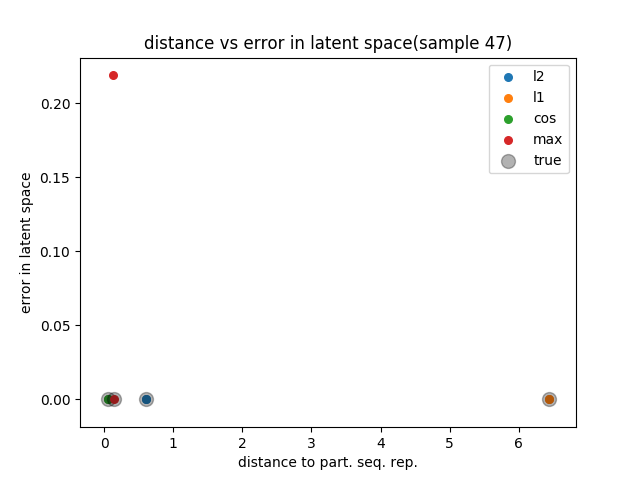 distance vs error in latent space(sample 47)
l2
l1
cos
max
true
error in latent space
0.20
0.15
0.10
0.05
0.00
0 1 2 3 4 5 6
distance to part. seq. rep.